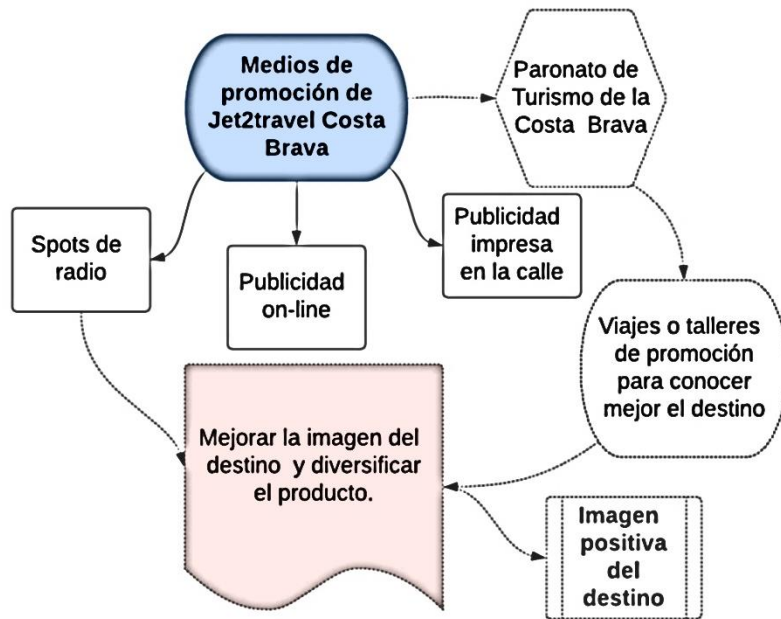 Medios de
promoción de
Jet2travel Costa
Brava
Paronato de
Turismo de la
Costa Brava
Spots de
radio
Publicidad
on-line
Publicidad
impresa
en la calle
Viajes o talleres
de promoción
para conocer
mejor el destino
Mejorar la imagen del
destino y diversificar
el producto.
Imagen
positiva
del
destino